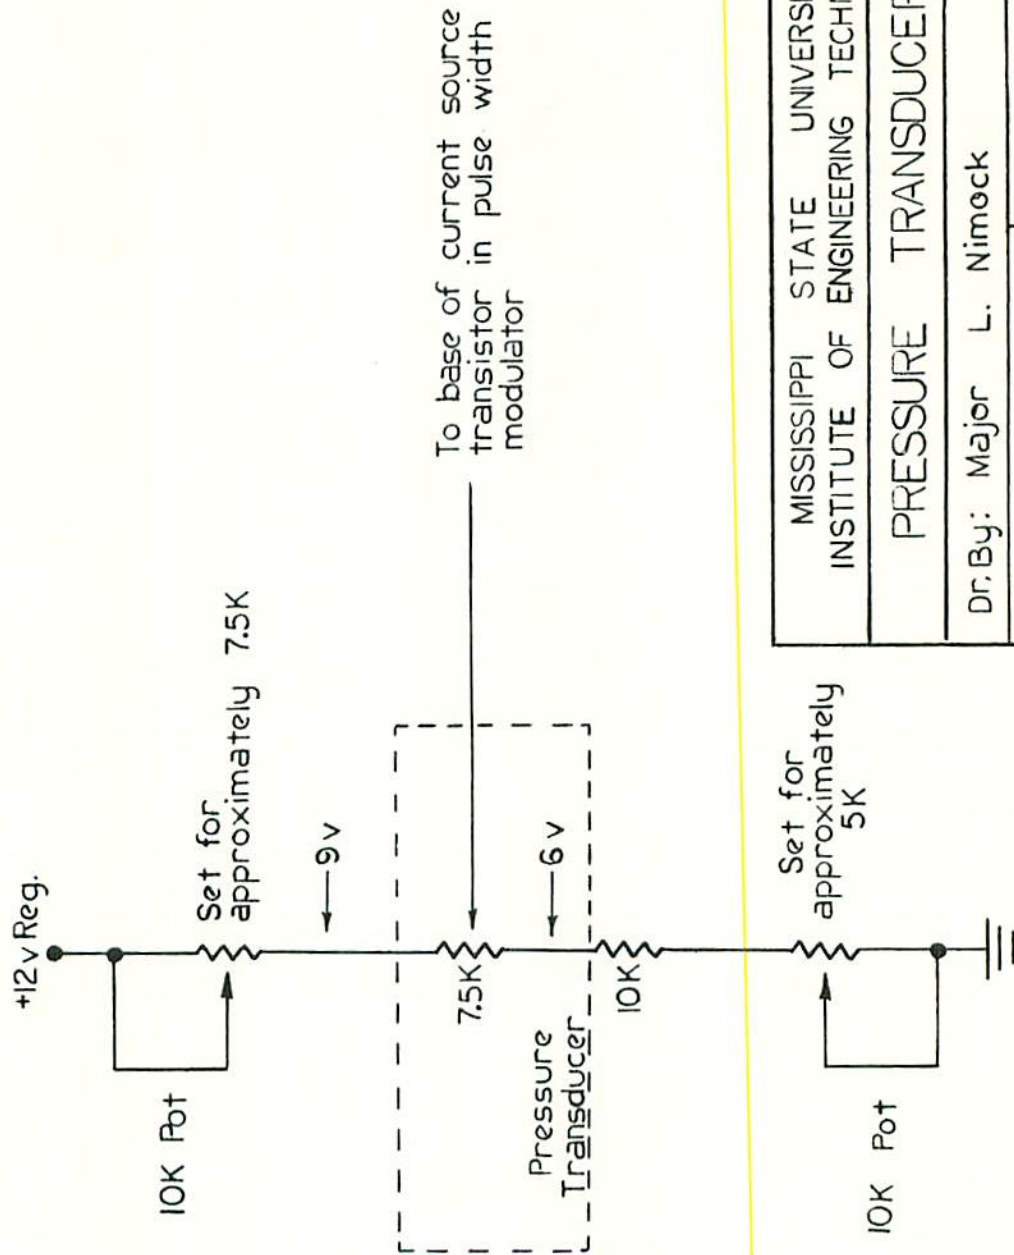 +12v Reg.
10K Pot
Set for
approximately 7.5K
9v
7.5K
To base of current source
transistor in pulse width
modulator
Pressure
Transducer
6v
10K
Set for
approximately
5K
10K Pot
MISSISSIPPI STATE
INSTITUTE OF ENGINEERING
PRESSURE TRANSDUCER
Dr. By: Major L. Nimock